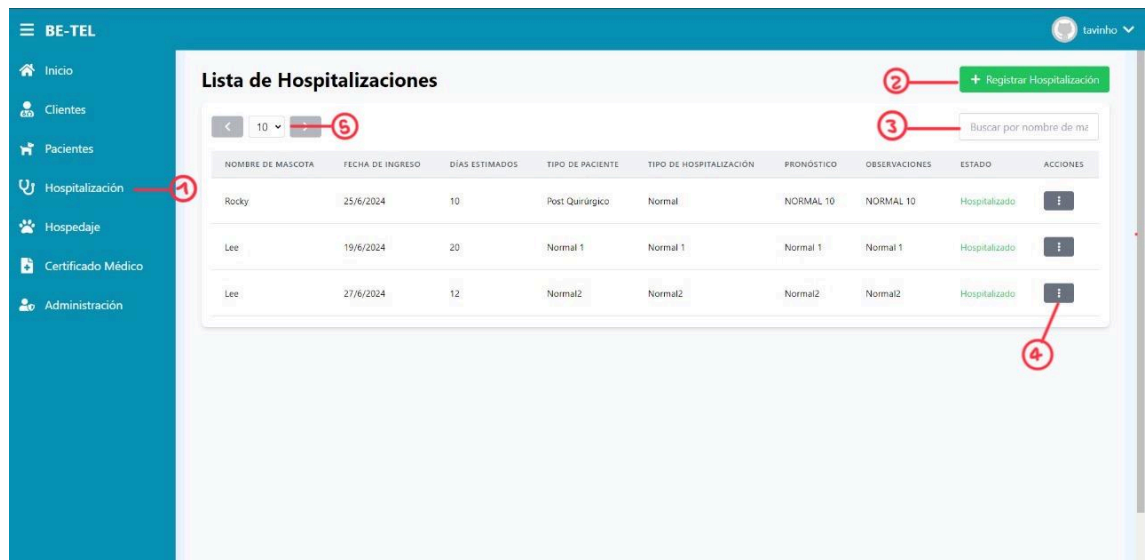 BE-TEL
tavinho
Inicio
Clientes
Pacientes
Hospitalización
1
Hospedaje
Certificado Médico
Administración
Lista de Hospitalizaciones
2
+ Registrar Hospitalización
< 10 >
5
3
Buscar por nombre de ma
NOMBRE DE MASCOTA FECHA DE INGRESO DÍAS ESTIMADOS TIPO DE PACIENTE TIPO DE HOSPITALIZACIÓN PRONÓSTICO OBSERVACIONES ESTADO ACCIONES
Rocky 25/6/2024 10 Post Quirúrgico Normal NORMAL 10 NORMAL 10 Hospitalizado
Lee 19/6/2024 20 Normal 1 Normal 1 Normal 1 Normal 1 Hospitalizado
Lee 27/6/2024 12 Normal2 Normal2 Normal2 Normal2 Hospitalizado
4